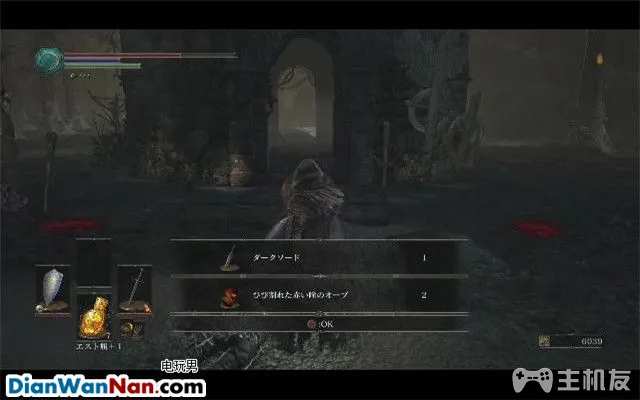 ダークソード 1
ひび割れた赤い瞳のオーブ 2
:OK
エスト瓶+1
6039
电玩男
DianWanNan.com
主机友